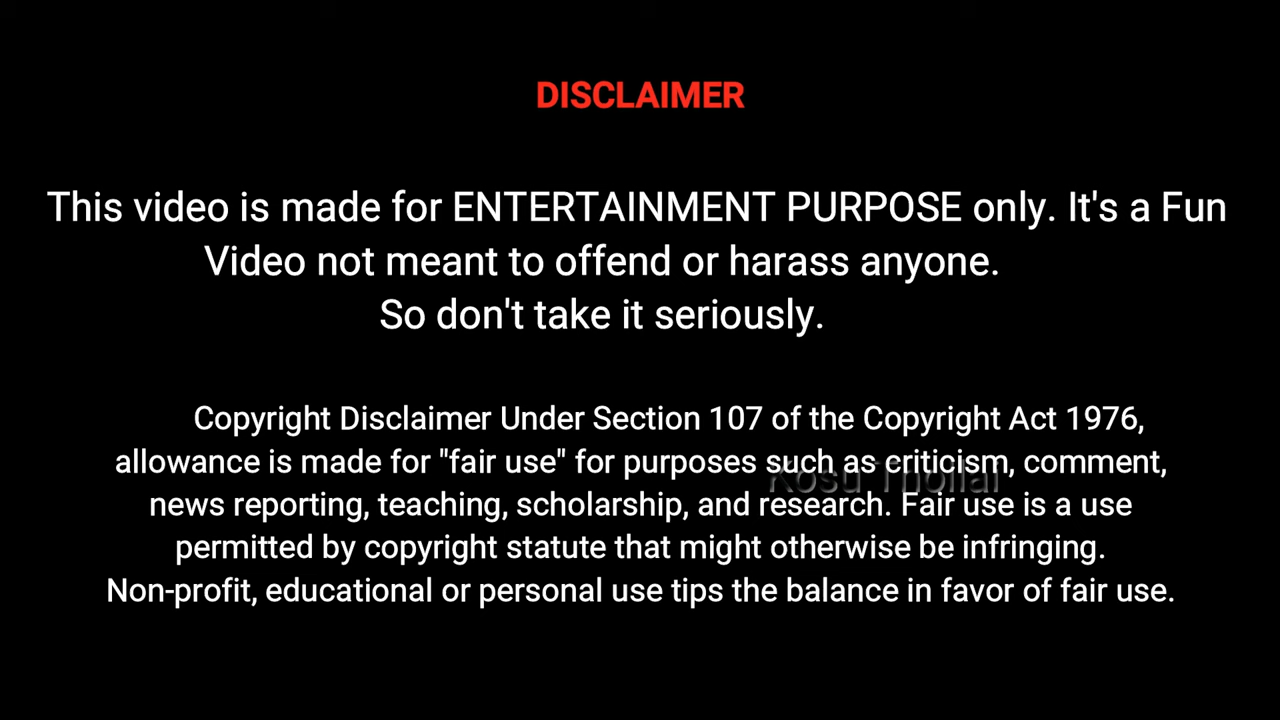 DISCLAIMER
This video is made for ENTERTAINMENT PURPOSE only. It's a Fun
Video not meant to offend or harass anyone.
So don't take it seriously.
Copyright Disclaimer Under Section 107 of the Copyright Act 1976,
allowance is made for "fair use" for purposes such as criticism, comment,
Kosu Thollai
news reporting, teaching, scholarship, and research. Fair use is a use
permitted by copyright statute that might otherwise be infringing.
Non-profit, educational or personal use tips the balance in favor of fair use.